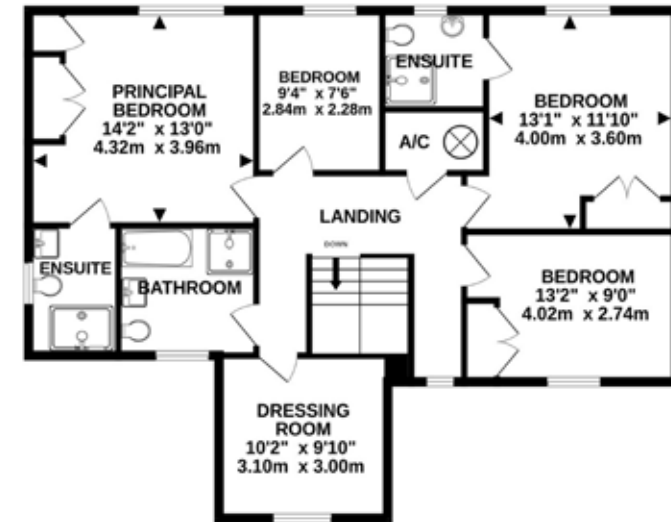 PRINCIPAL
BEDROOM
14'2" x 13'0"
4.32m x 3.96m
BEDROOM
9'4" x 7'6"
2.84m x 2.28m
ENSUITE
A/C
BEDROOM
13'1" x 11'10"
4.00m x 3.60m
LANDING
DOWN
ENSUITE
BATHROOM
BEDROOM
13'2" x 9'0"
4.02m x 2.74m
DRESSING
ROOM
10'2" x 9'10"
3.10m x 3.00m